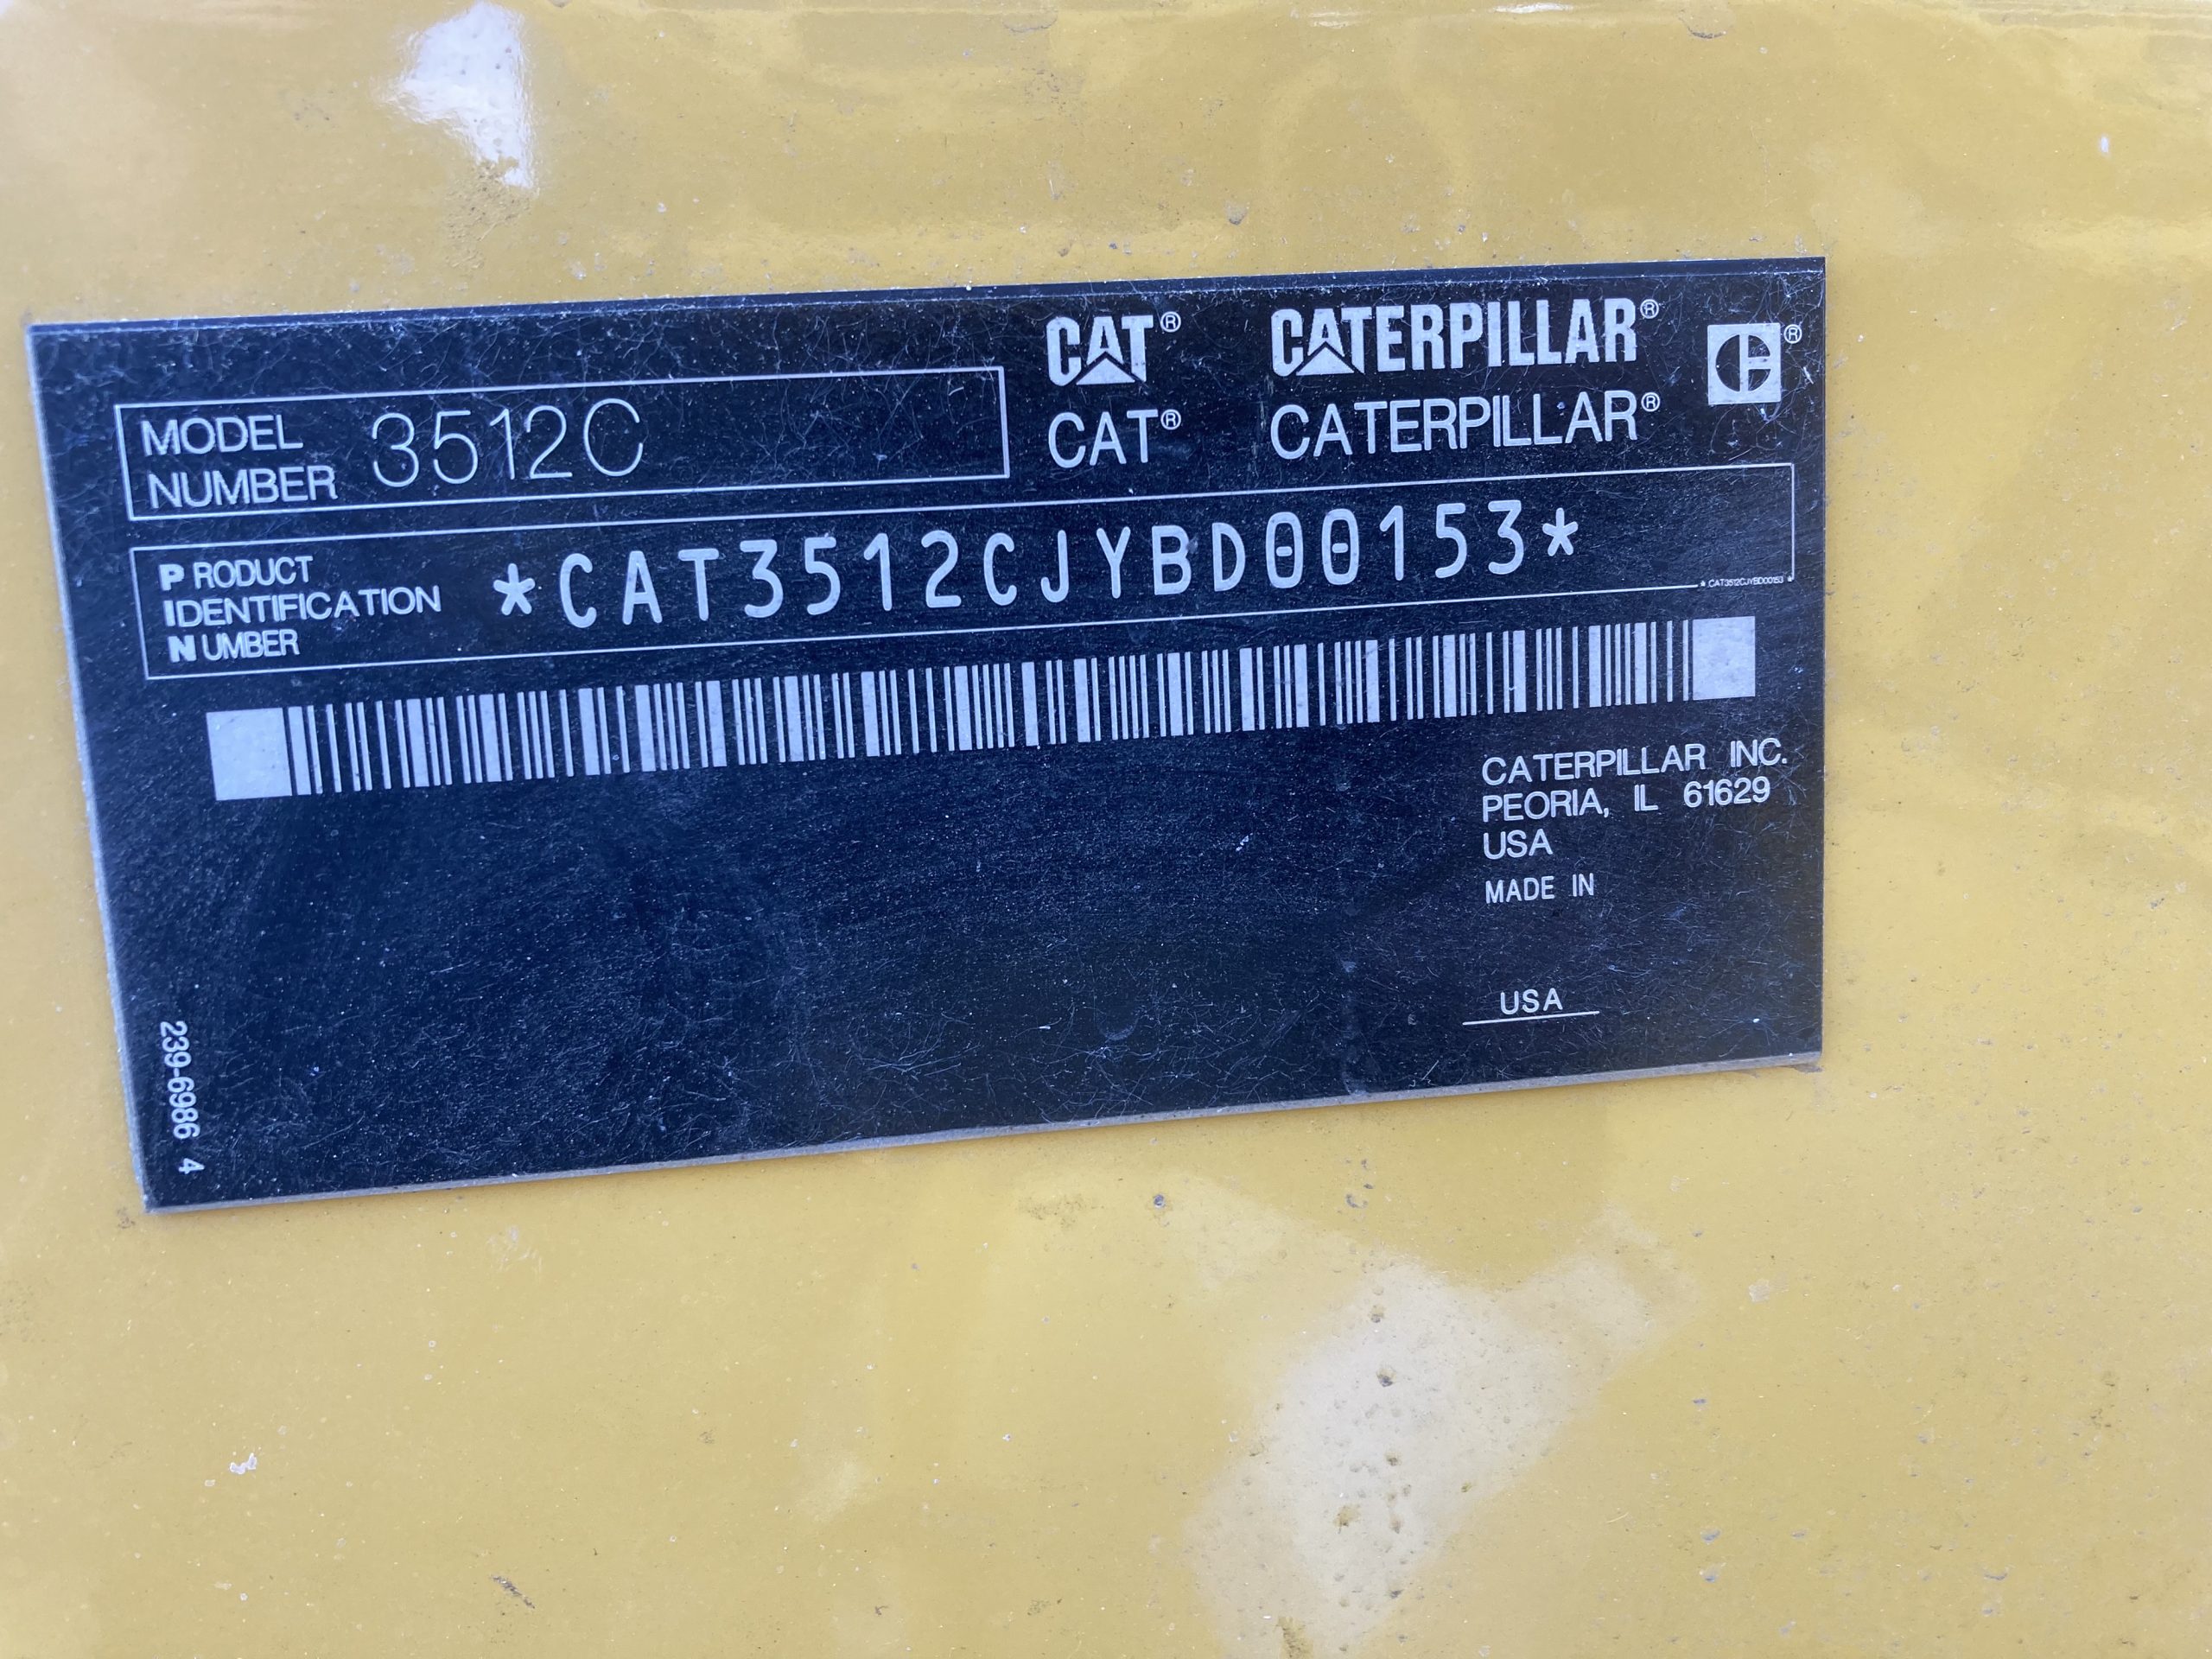 CAT® CATERPILLAR® ®
CAT® CATERPILLAR®
MODEL NUMBER 3512C
PRODUCT IDENTIFICATION NUMBER *CAT3512CJYBD00153*
* CAT3512CJYBD00153 *
CATERPILLAR INC.
PEORIA, IL 61629
USA
MADE IN
USA
239-6986 4